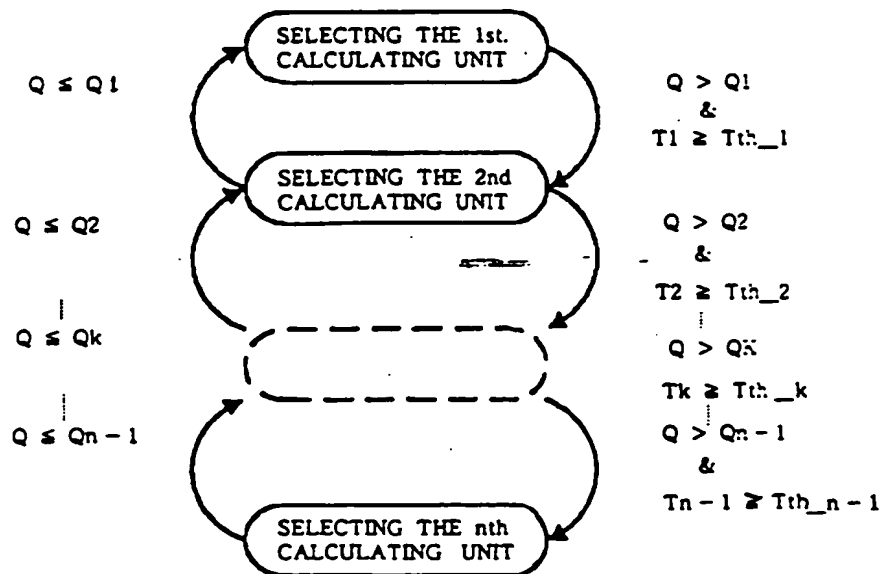 SELECTING THE 1st.
CALCULATING UNIT
Q ≤ Q1
Q > Q1
&
T1 ≧ Tth_1
SELECTING THE 2nd
CALCULATING UNIT
Q ≤ Q2
Q > Q2
&
T2 ≧ Tth_2
Q ≤ Qk
Q > QK
Tk ≧ Tth_k
Q ≤ Qn-1
Q > Qn-1
&
Tn-1 ≧ Tth_n-1
SELECTING THE nth
CALCULATING UNIT